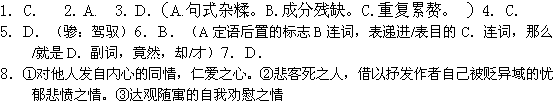 1. C. 2. A. 3. D.（A.句式杂糅。B.成分残缺。C.重复累赘。）4. C.
5. D.（骖：驾驭）6. B.（A 定语后置的标志 B 连词，表递进/表目的 C. 连词，那么
/就是 D. 副词，竟然，却/才）7. D.
8. ①对他人发自内心的同情，仁爱之心。②悲客死之人，借以抒发作者自己被贬异域的忧
郁悲愤之情。③达观随寓的自我劝慰之情